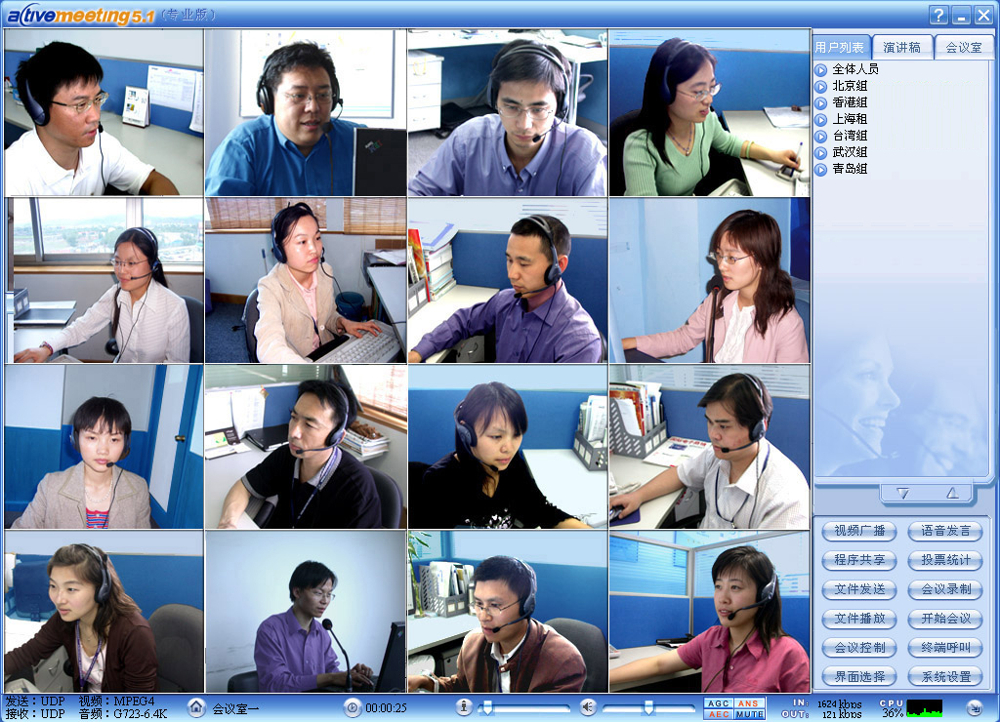 activemeeting5.1 (专业版)
?
用户列表 演讲稿 会议室
全体人员
北京组
香港组
上海租
台湾组
武汉组
青岛组
视频广播 语音发言
程序共享 投票统计
文件发送 会议录制
文件播放 开始会议
会议控制 终端呼叫
界面选择 系统设置
发送：UDP 视频：MPEG4
接收：UDP 音频：G723-6.4K
会议室一
00:00:25
AGC ANS
AEC MUTE
IN: 1624 kbps
OUT: 121 kbps
CPU
36%